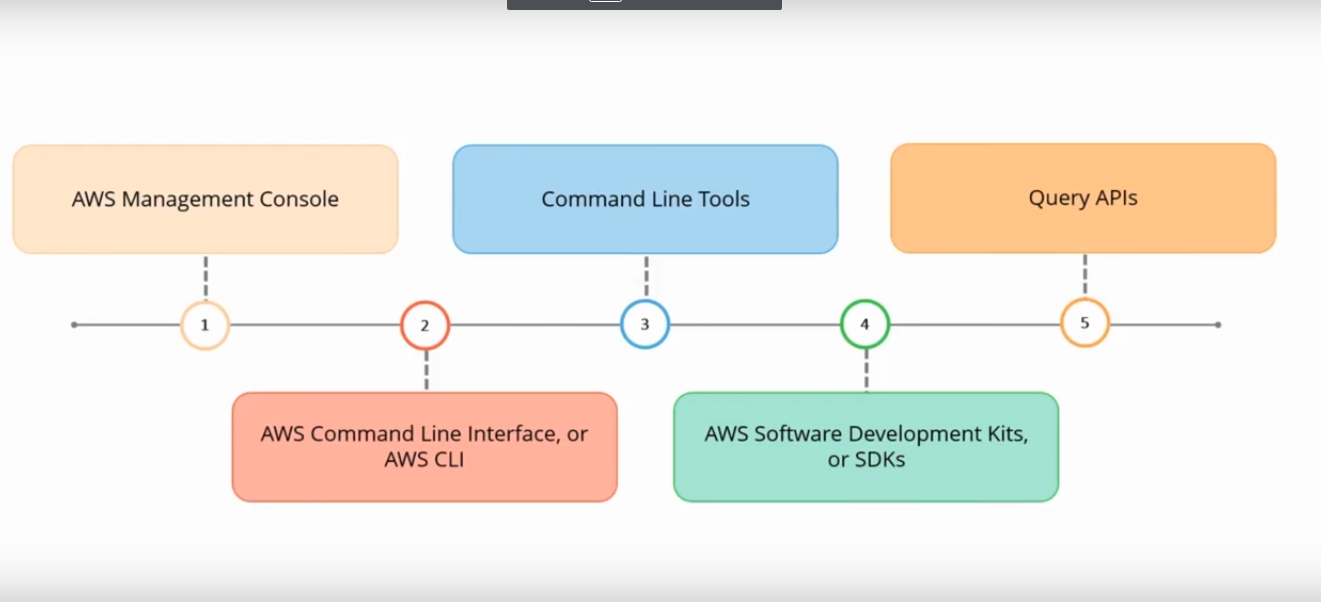 AWS Management Console
Command Line Tools
Query APIs
1
2
3
4
5
AWS Command Line Interface, or
AWS CLI
AWS Software Development Kits,
or SDKs